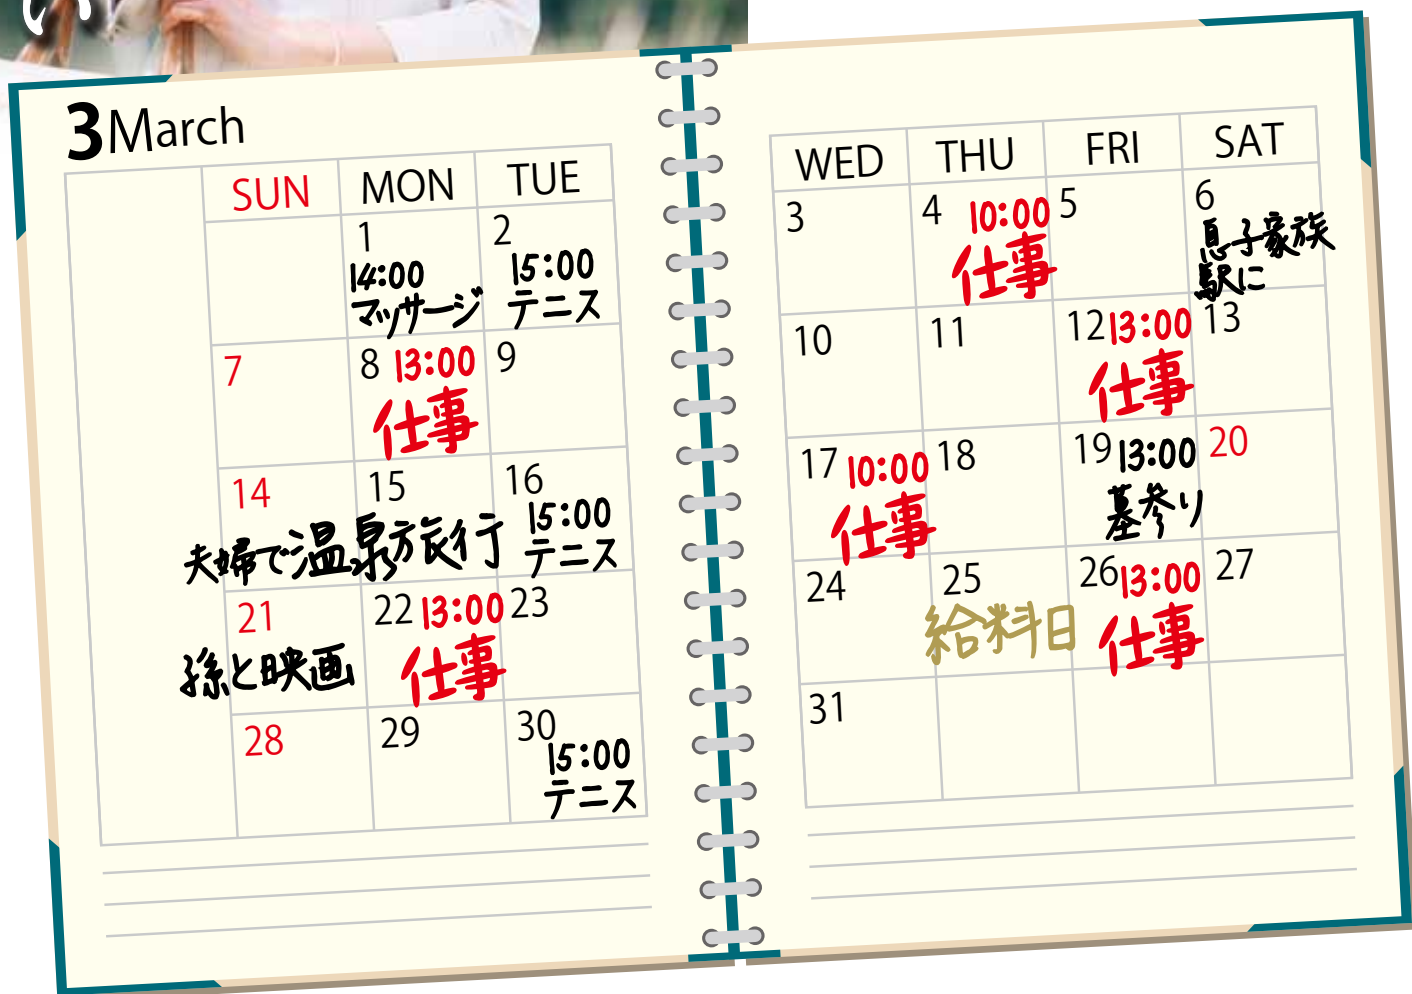 い
3 March
SUN MON TUE WED THU FRI SAT
1
14:00
マッサージ
2
15:00
テニス
3
4 10:00
仕事
5
6
息子家族
駅に
7
8 13:00
仕事
9
10
11
12 13:00
仕事
13
14
15
夫婦で温泉旅行
16
15:00
テニス
17 10:00
仕事
18
19 13:00
墓参り
20
21
孫と映画
22 13:00
仕事
23
24
25
給料日
26 13:00
仕事
27
28
29
30
15:00
テニス
31